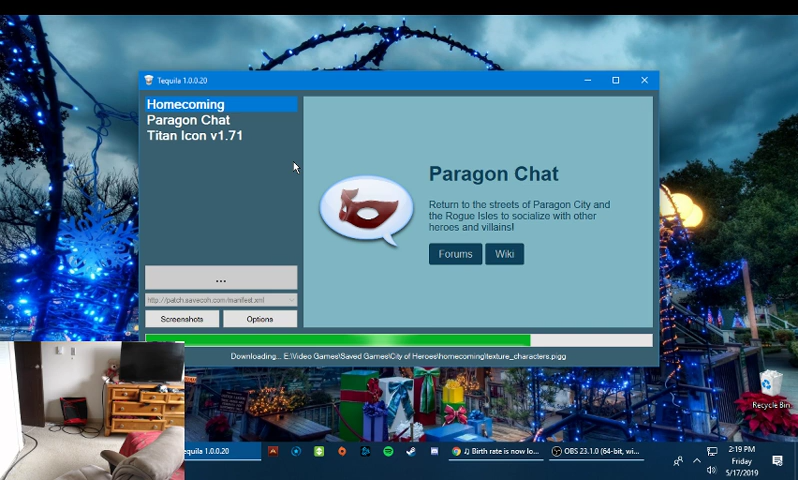 Tequila 1.0.0.20
Homecoming
Paragon Chat
Titan Icon v1.71
Paragon Chat
Return to the streets of Paragon City and
the Rogue Isles to socialize with other
heroes and villains!
Forums
Wiki
...
http://patch.savecoh.com/manifest.xml
Screenshots
Options
Downloading... E:\Video Games\Saved Games\City of Heroes\homecoming\texture_characters.pigg
Recycle Bin
equila 1.0.0.20
Birth rate is now lo...
OBS 23.1.0 (64-bit, wi...
2:19 PM
Friday
5/17/2019